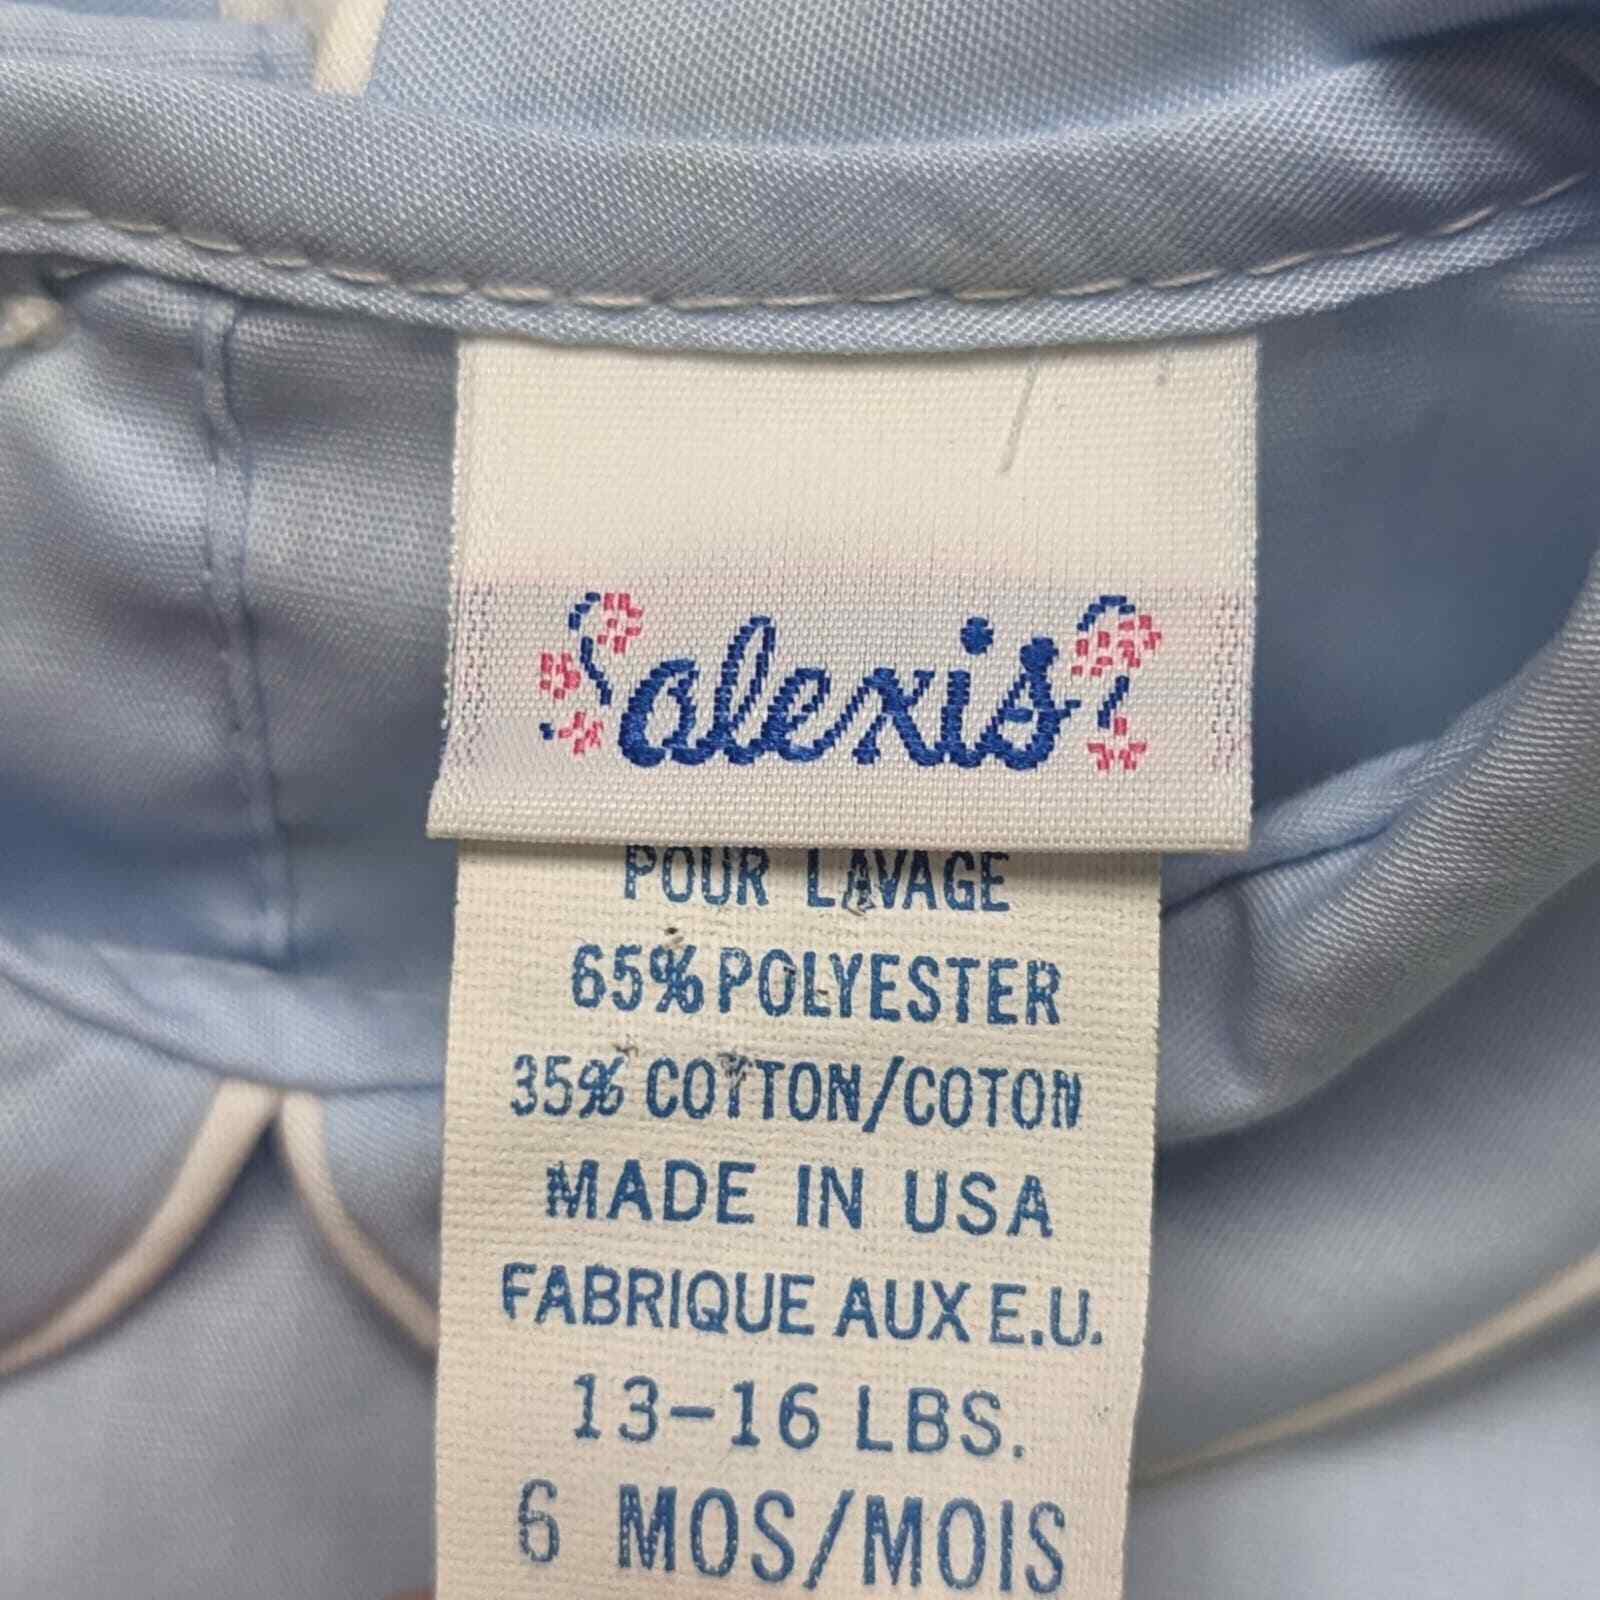 alexis
POUR LAVAGE
65% POLYESTER
35% COTTON/COTON
MADE IN USA
FABRIQUE AUX E.U.
13-16 LBS.
6 MOS/MOIS